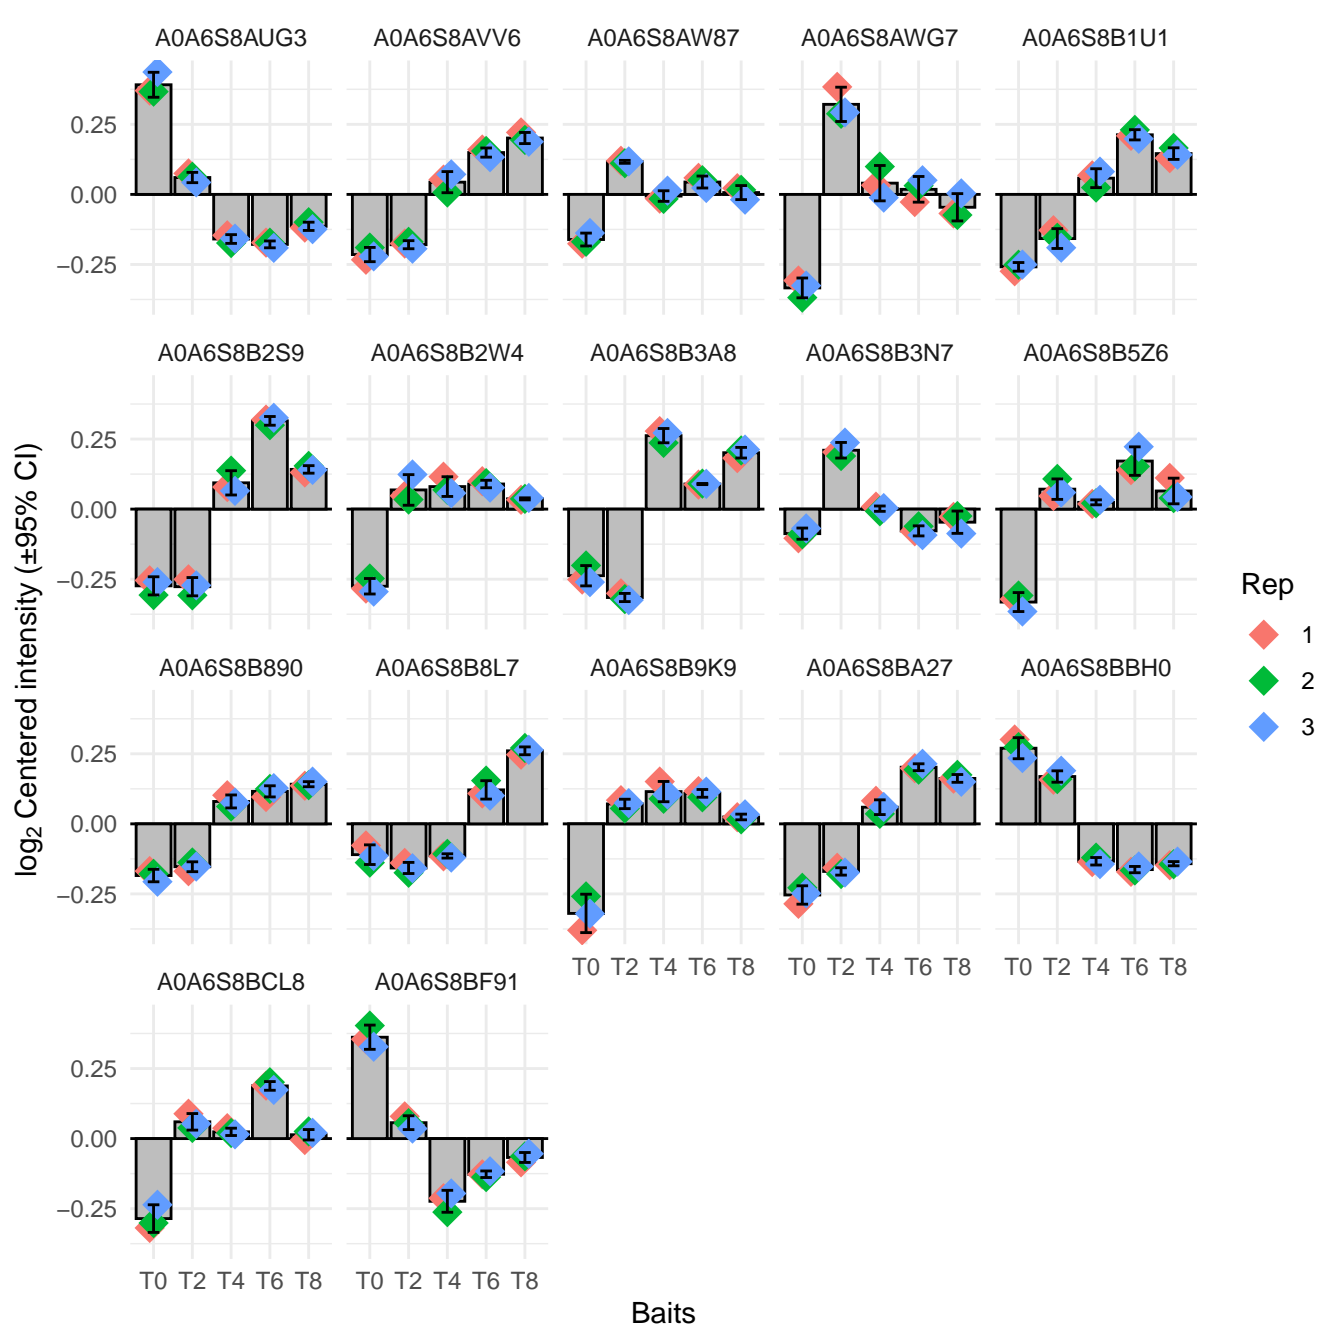 A0A6S8AUG3 A0A6S8AVV6 A0A6S8AW87 A0A6S8AWG7 A0A6S8B1U1
0.25
0.00
−0.25
A0A6S8B2S9 A0A6S8B2W4 A0A6S8B3A8 A0A6S8B3N7 A0A6S8B5Z6
0.25
0.00
−0.25
A0A6S8B890 A0A6S8B8L7 A0A6S8B9K9 A0A6S8BA27 A0A6S8BBH0
0.25
0.00
−0.25
T0 T2 T4 T6 T8 T0 T2 T4 T6 T8 T0 T2 T4 T6 T8
A0A6S8BCL8 A0A6S8BF91
0.25
0.00
−0.25
T0 T2 T4 T6 T8 T0 T2 T4 T6 T8
Baits
log₂ Centered intensity (±95% CI)
Rep
1
2
3